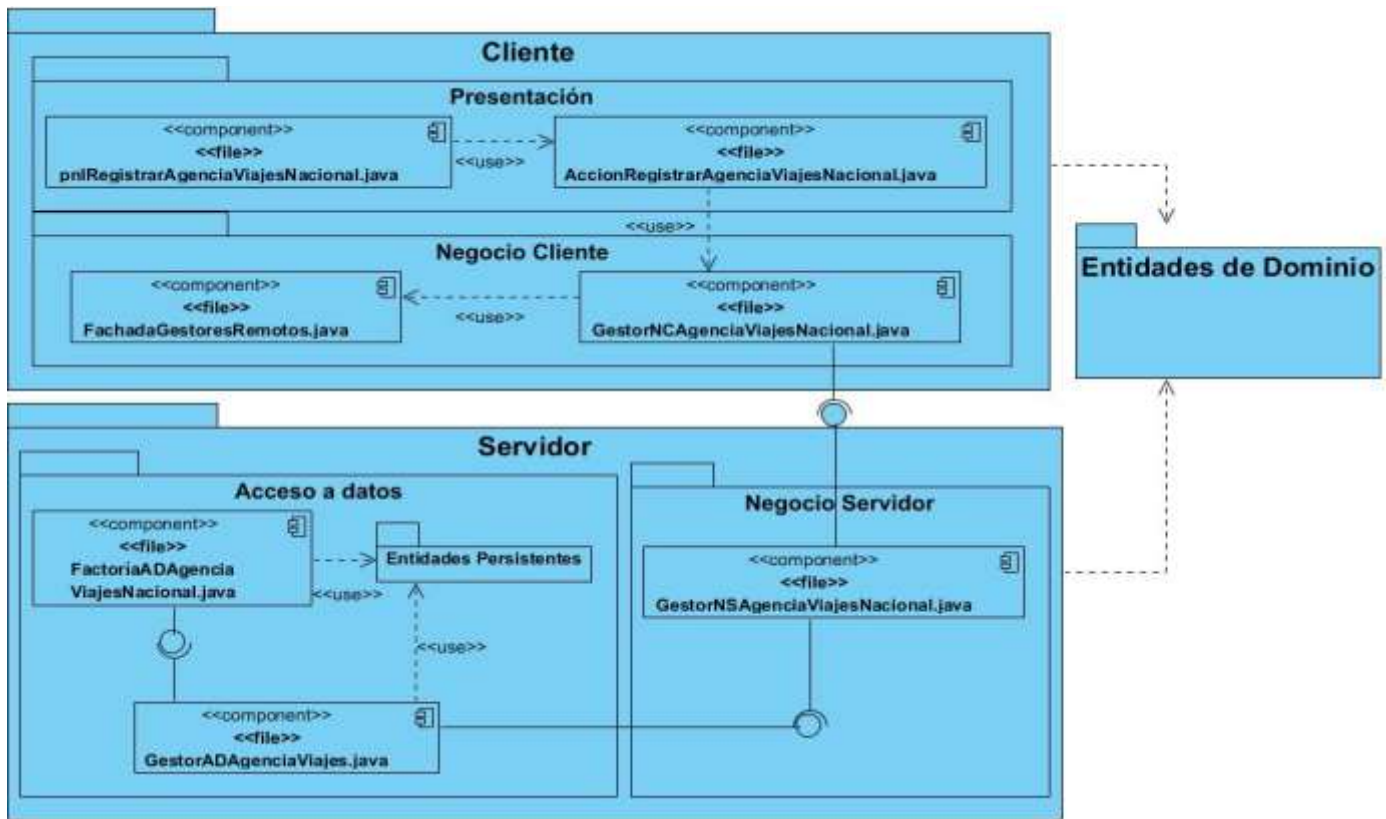 Cliente
Presentación
<<component>>
<<file>>
pnlRegistrarAgenciaViajesNacional.java
<<use>>
<<component>>
<<file>>
AccionRegistrarAgenciaViajesNacional.java
<<use>>
Negocio Cliente
<<component>>
<<file>>
FachadaGestoresRemotos.java
<<use>>
<<component>>
<<file>>
GestorNCAgenciaViajesNacional.java
Entidades de Dominio
Servidor
Acceso a datos
<<component>>
<<file>>
FactoriaADAgencia
ViajesNacional.java
<<use>>
Entidades Persistentes
<<use>>
<<component>>
<<file>>
GestorADAgenciaViajes.java
Negocio Servidor
<<component>>
<<file>>
GestorNSAgenciaViajesNacional.java